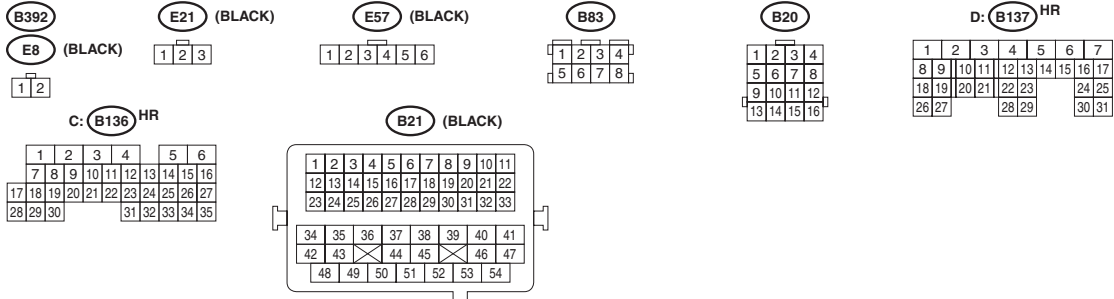 B392
E8 (BLACK)
1 2
E21 (BLACK)
1 2 3
E57 (BLACK)
1 2 3 4 5 6
B83
1 2 3 4
5 6 7 8
B20
1 2 3 4
5 6 7 8
9 10 11 12
13 14 15 16
D: B137 HR
1 2 3 4 5 6 7
8 9 10 11 12 13 14 15 16 17
18 19 20 21 22 23 24 25
26 27 28 29 30 31
C: B136 HR
1 2 3 4 5 6
7 8 9 10 11 12 13 14 15 16
17 18 19 20 21 22 23 24 25 26 27
28 29 30 31 32 33 34 35
B21 (BLACK)
1 2 3 4 5 6 7 8 9 10 11
12 13 14 15 16 17 18 19 20 21 22
23 24 25 26 27 28 29 30 31 32 33
34 35 36 37 38 39 40 41
42 43 44 45 46 47
48 49 50 51 52 53 54